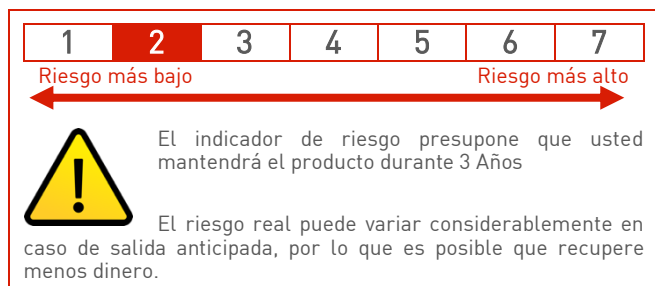 1 2 3 4 5 6 7
Riesgo más bajo Riesgo más alto
El indicador de riesgo presupone que usted
mantendrá el producto durante 3 Años
El riesgo real puede variar considerablemente en
caso de salida anticipada, por lo que es posible que recupere
menos dinero.